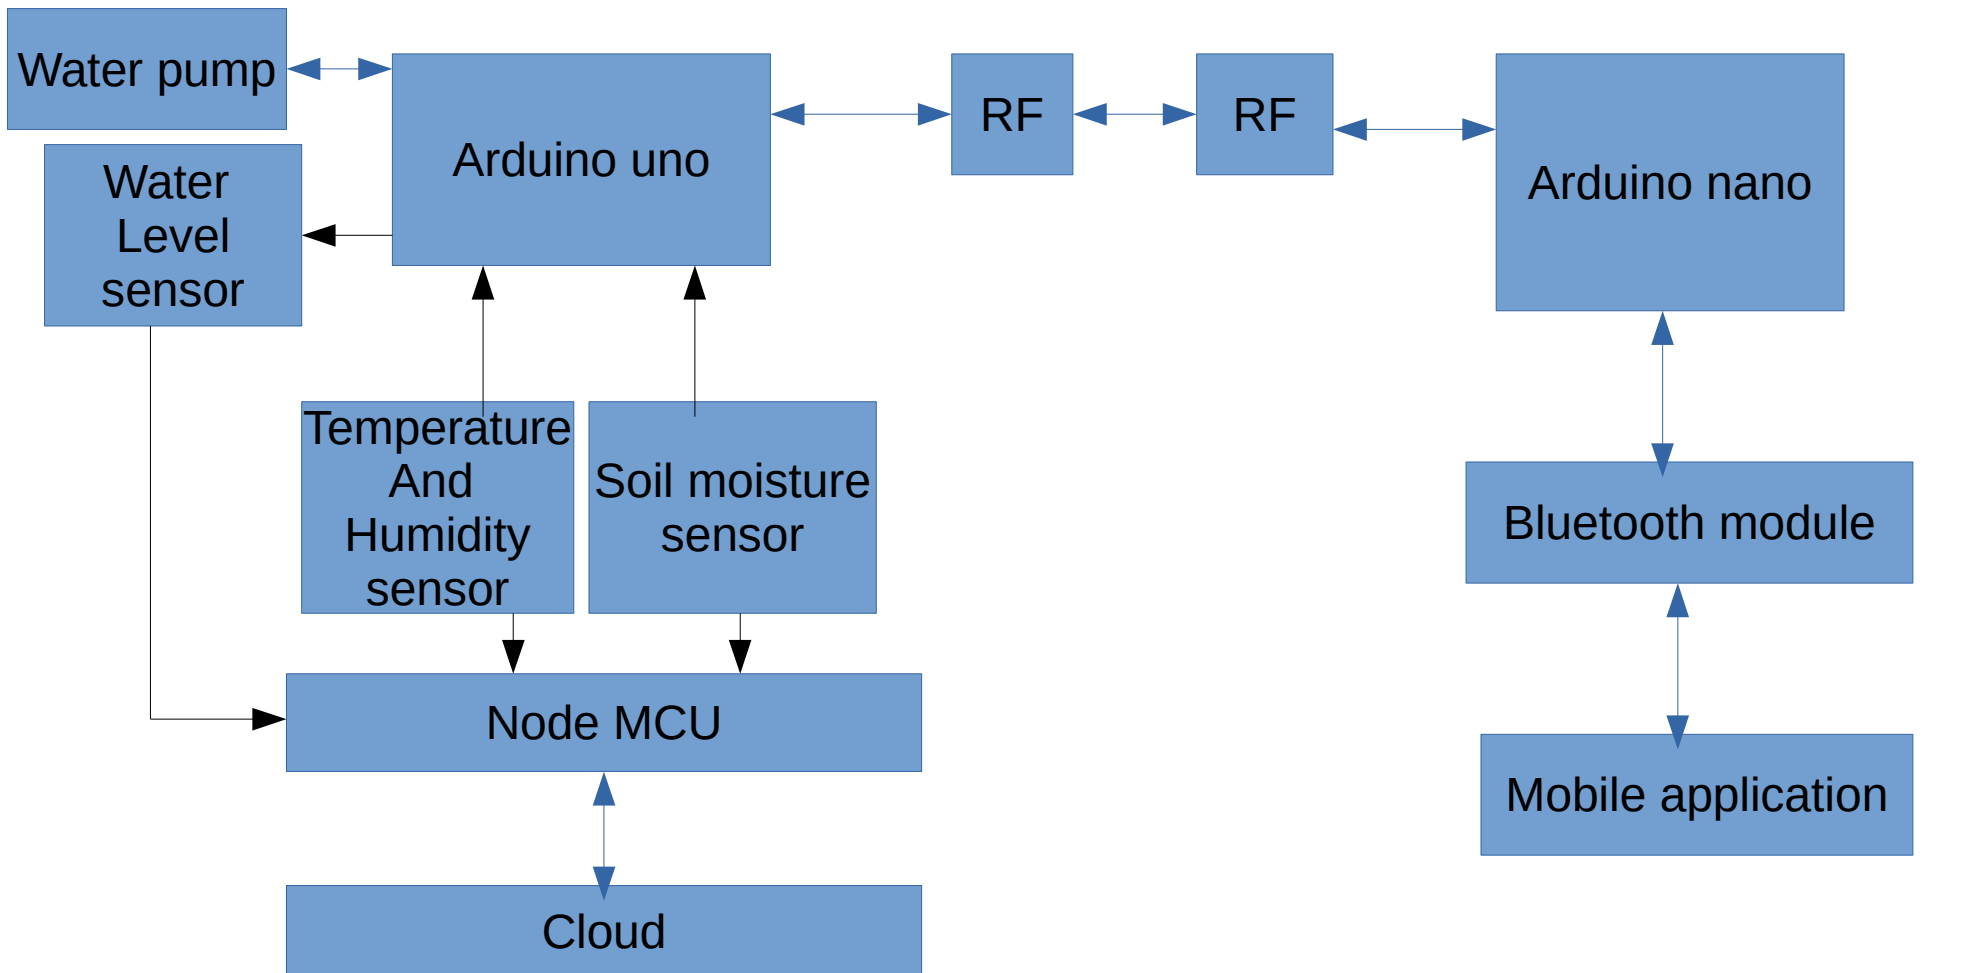 Water pump
Arduino uno
RF
RF
Arduino nano
Water
Level
sensor
Temperature
And
Humidity
sensor
Soil moisture
sensor
Bluetooth module
Node MCU
Mobile application
Cloud